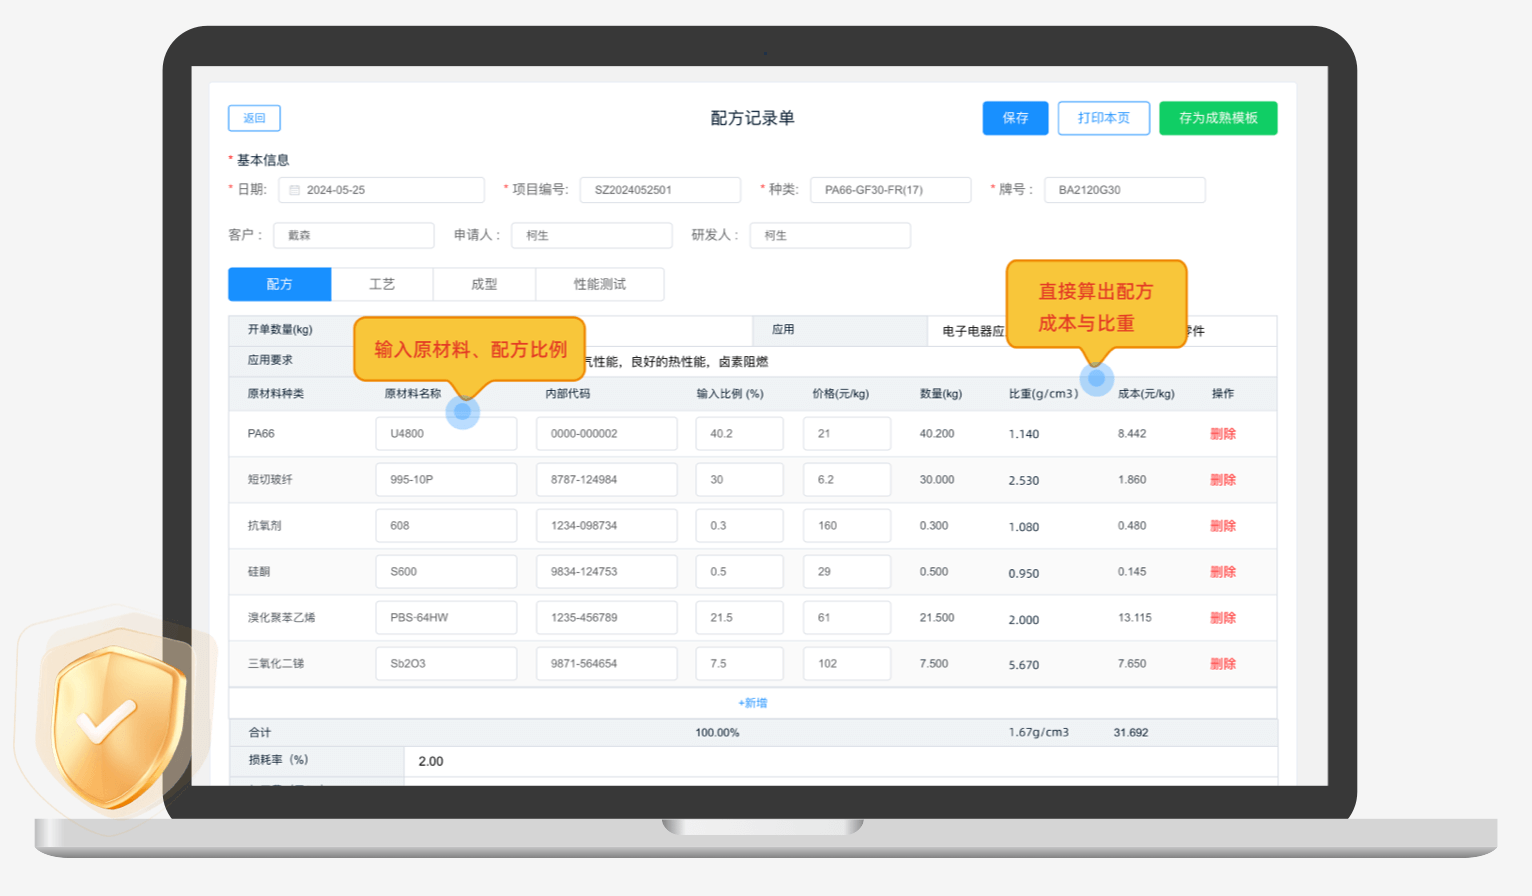 返回
配方记录单
保存
打印本页
存为成熟模板
* 基本信息
* 日期: 2024-05-25 * 项目编号: SZ2024052501 * 种类: PA66-GF30-FR(17) * 牌号: BA2120G30
客户: 戴森 申请人: 柯生 研发人: 柯生
配方 工艺 成型 性能测试
直接算出配方
成本与比重
开单数量(kg) 应用 电子电器应 件
输入原材料、配方比例
应用要求 气性能，良好的热性能，卤素阻燃
原材料种类 原材料名称 内部代码 输入比例 (%) 价格(元/kg) 数量(kg) 比重(g/cm3) 成本(元/kg) 操作
PA66 U4800 0000-000002 40.2 21 40.200 1.140 8.442 删除
短切玻纤 995-10P 8787-124984 30 6.2 30.000 2.530 1.860 删除
抗氧剂 608 1234-098734 0.3 160 0.300 1.080 0.480 删除
硅酮 S600 9834-124753 0.5 29 0.500 0.950 0.145 删除
溴化聚苯乙烯 PBS-64HW 1235-456789 21.5 61 21.500 2.000 13.115 删除
三氧化二锑 Sb2O3 9871-564654 7.5 102 7.500 5.670 7.650 删除
+新增
合计 100.00% 1.67g/cm3 31.692
损耗率（%） 2.00